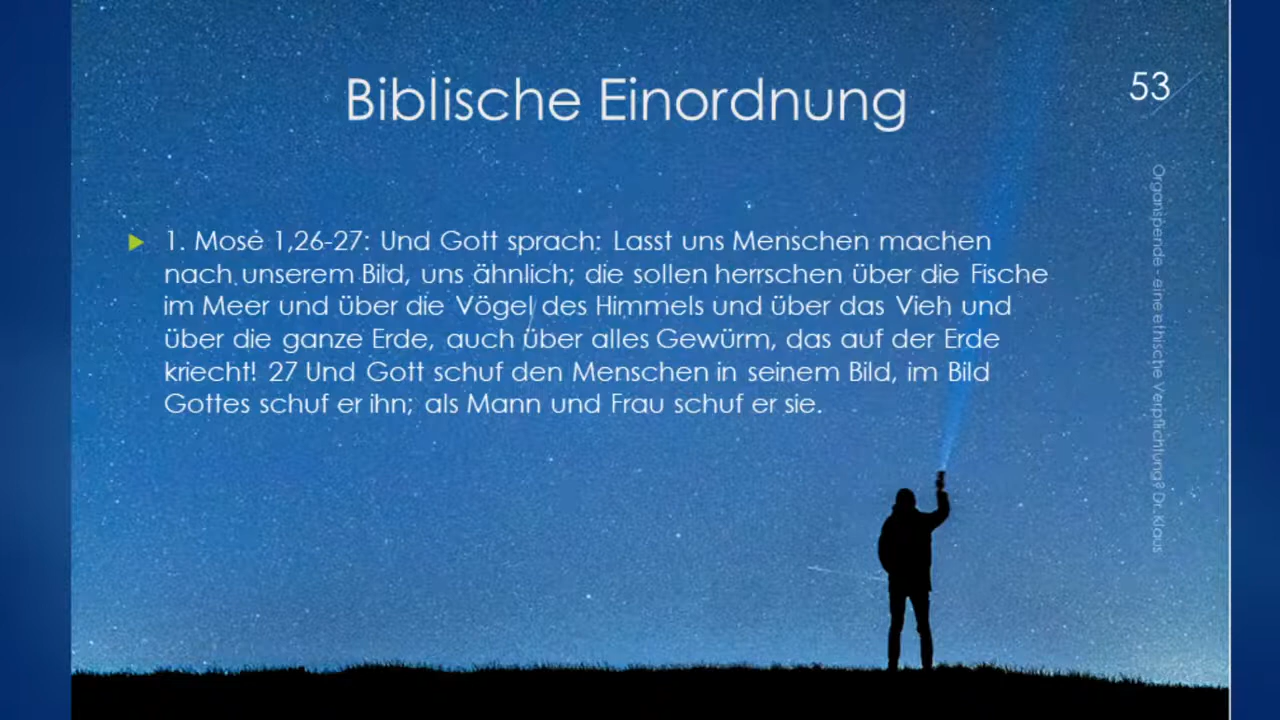 Biblische Einordnung
53
1. Mose 1,26-27: Und Gott sprach: Lasst uns Menschen machen
nach unserem Bild, uns ähnlich; die sollen herrschen über die Fische
im Meer und über die Vögel des Himmels und über das Vieh und
über die ganze Erde, auch über alles Gewürm, das auf der Erde
kriecht! 27 Und Gott schuf den Menschen in seinem Bild, im Bild
Gottes schuf er ihn; als Mann und Frau schuf er sie.
Organspende - eine ethische Verpflichtung? Dr. Klaus